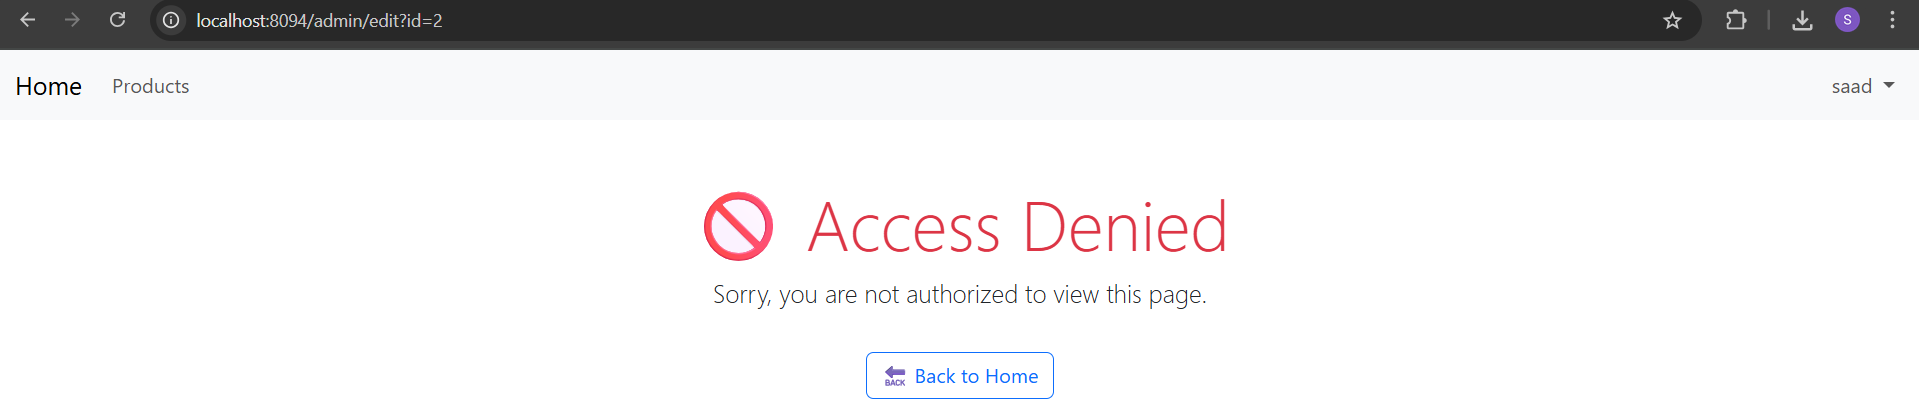 localhost:8094/admin/edit?id=2
S
Home Products saad
Access Denied
Sorry, you are not authorized to view this page.
BACK Back to Home